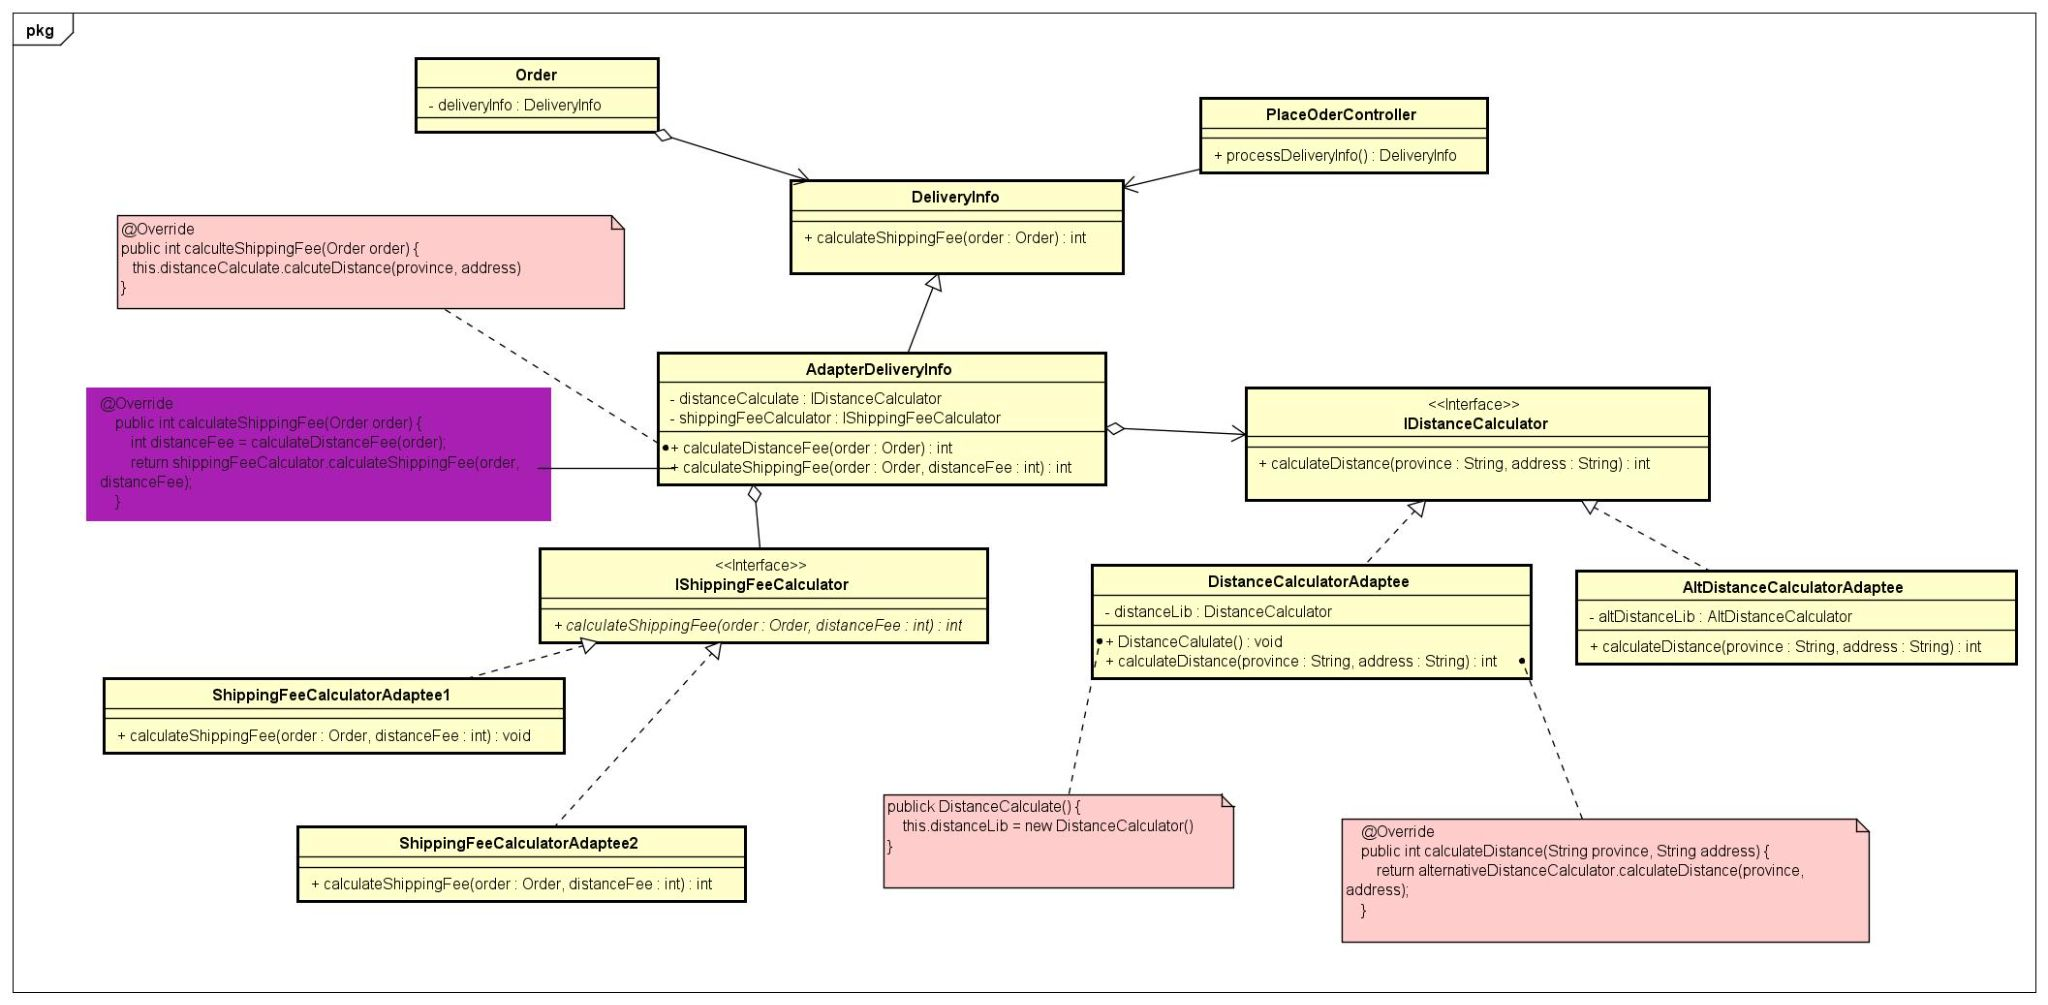 pkg
Order
- deliveryInfo : DeliveryInfo
PlaceOderController
+ processDeliveryInfo() : DeliveryInfo
DeliveryInfo
+ calculateShippingFee(order : Order) : int
@Override
public int calculteShippingFee(Order order) {
this.distanceCalculate.calcuteDistance(province, address)
}
AdapterDeliveryInfo
- distanceCalculate : IDistanceCalculator
- shippingFeeCalculator : IShippingFeeCalculator
+ calculateDistanceFee(order : Order) : int
+ calculateShippingFee(order : Order, distanceFee : int) : int
@Override
public int calculateShippingFee(Order order) {
int distanceFee = calculateDistanceFee(order);
return shippingFeeCalculator.calculateShippingFee(order,
distanceFee);
}
<<Interface>>
IDistanceCalculator
+ calculateDistance(province : String, address : String) : int
<<Interface>>
IShippingFeeCalculator
+ calculateShippingFee(order : Order, distanceFee : int) : int
DistanceCalculatorAdaptee
- distanceLib : DistanceCalculator
+ DistanceCalulate() : void
+ calculateDistance(province : String, address : String) : int
AltDistanceCalculatorAdaptee
- altDistanceLib : AltDistanceCalculator
+ calculateDistance(province : String, address : String) : int
ShippingFeeCalculatorAdaptee1
+ calculateShippingFee(order : Order, distanceFee : int) : void
ShippingFeeCalculatorAdaptee2
+ calculateShippingFee(order : Order, distanceFee : int) : int
publick DistanceCalculate() {
this.distanceLib = new DistanceCalculator()
}
@Override
public int calculateDistance(String province, String address) {
return alternativeDistanceCalculator.calculateDistance(province,
address);
}